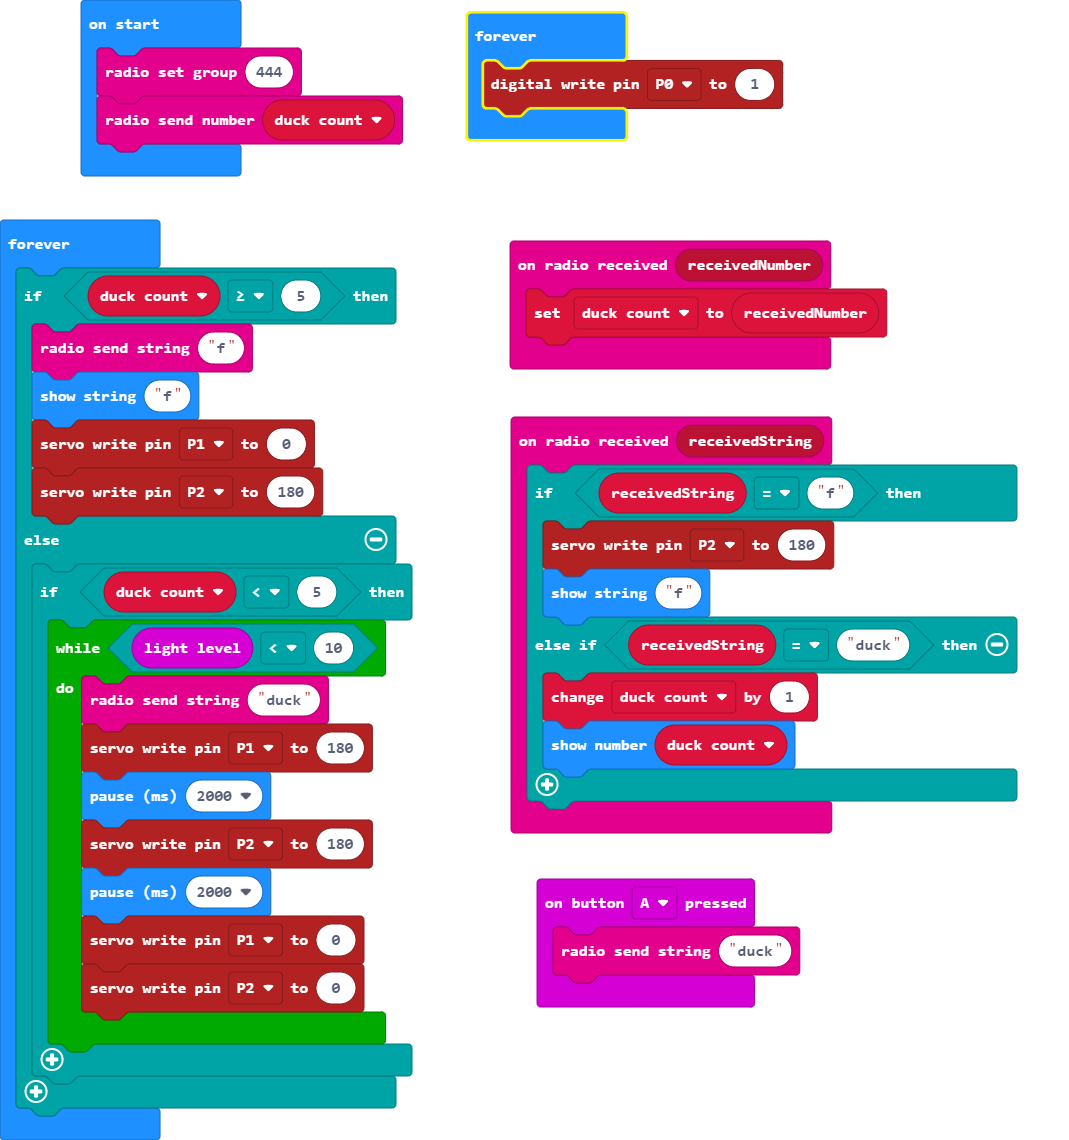 on start
radio set group 444
radio send number duck count
forever
digital write pin P0 to 1
forever
if duck count ≥ 5 then
radio send string "f"
show string "f"
servo write pin P1 to 0
servo write pin P2 to 180
else
if duck count < 5 then
while light level < 10
do
radio send string "duck"
servo write pin P1 to 180
pause (ms) 2000
servo write pin P2 to 180
pause (ms) 2000
servo write pin P1 to 0
servo write pin P2 to 0
on radio received receivedNumber
set duck count to receivedNumber
on radio received receivedString
if receivedString = "f" then
servo write pin P2 to 180
show string "f"
else if receivedString = "duck" then
change duck count by 1
show number duck count
on button A pressed
radio send string "duck"